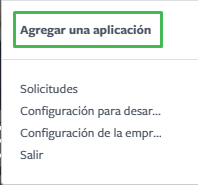 Agregar una aplicación
Solicitudes
Configuración para desar...
Configuración de la empr...
Salir